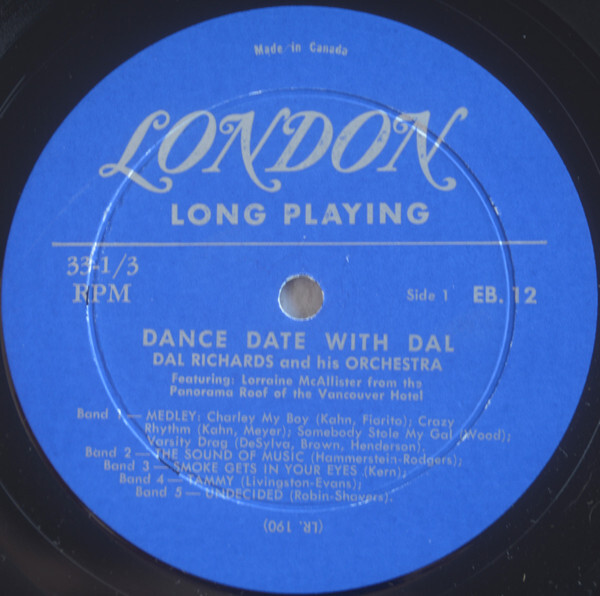 Made in Canada
LONDON
LONG PLAYING
33-1/3
RPM
Side 1 EB. 12
DANCE DATE WITH DAL
DAL RICHARDS and his ORCHESTRA
Featuring: Lorraine McAllister from the
Panorama Roof of the Vancouver Hotel
Band 1 — MEDLEY: Charley My Boy (Kahn, Fiorito); Crazy
Rhythm (Kahn, Meyer); Somebody Stole My Gal (Wood);
Varsity Drag (DeSylva, Brown, Henderson).
Band 2 — THE SOUND OF MUSIC (Hammerstein-Rodgers);
Band 3 — SMOKE GETS IN YOUR EYES (Kern);
Band 4 — TAMMY (Livingston-Evans);
Band 5 — UNDECIDED (Robin-Shavers).
(LR. 190)